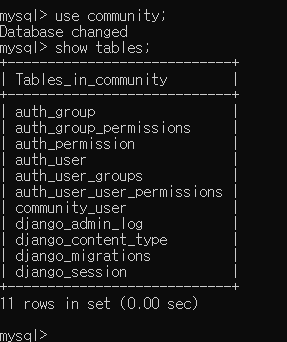 mysql> use community;
Database changed
mysql> show tables;
+----------------------------+
| Tables_in_community        |
+----------------------------+
| auth_group                 |
| auth_group_permissions     |
| auth_permission            |
| auth_user                  |
| auth_user_groups           |
| auth_user_user_permissions |
| community_user             |
| django_admin_log           |
| django_content_type        |
| django_migrations          |
| django_session             |
+----------------------------+
11 rows in set (0.00 sec)
mysql>